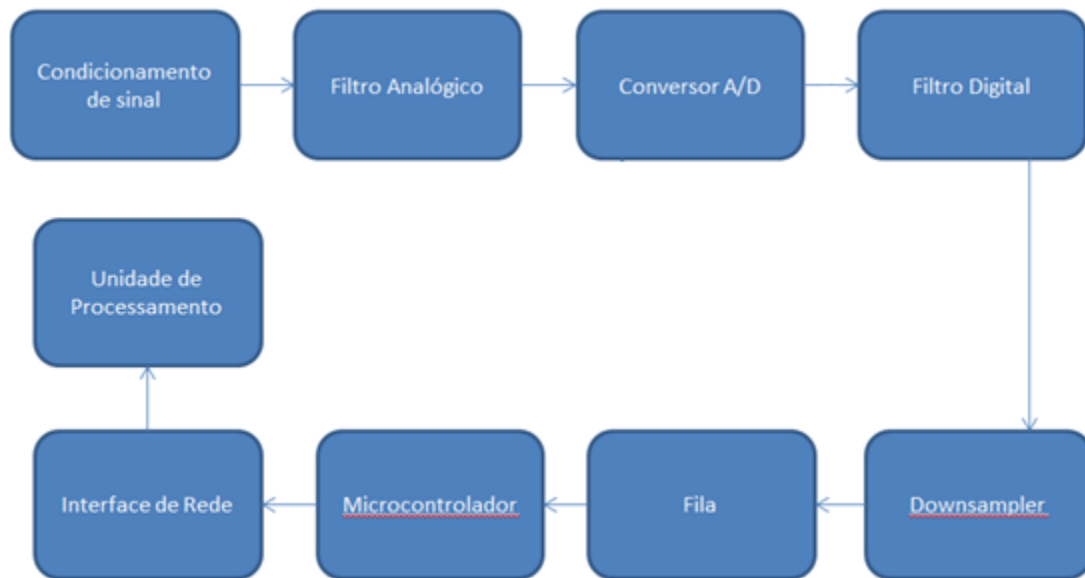 Condicionamento
de sinal
Filtro Analógico
Conversor A/D
Filtro Digital
Unidade de
Processamento
Interface de Rede
Microcontrolador
Fila
Downsampler